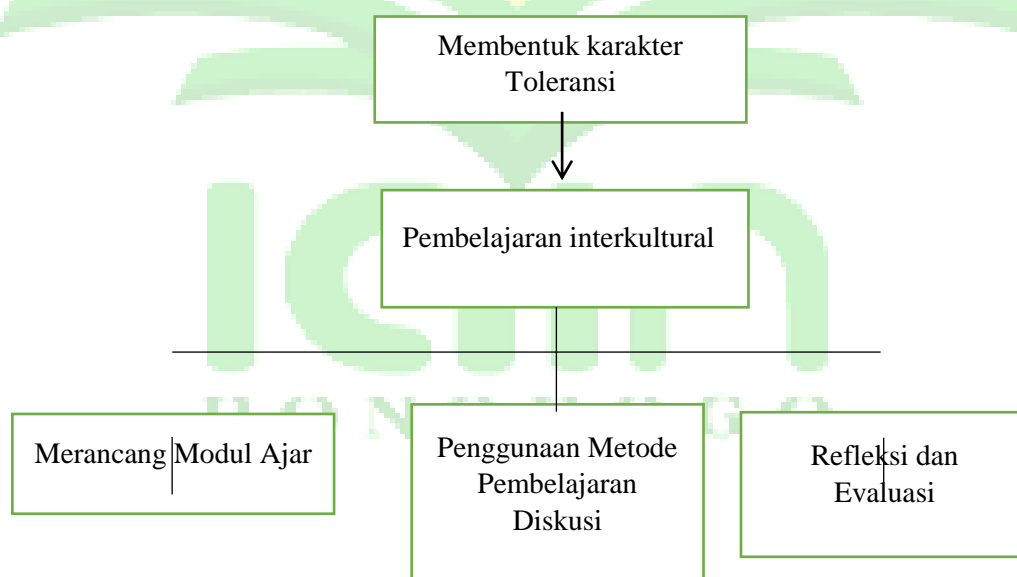 Membentuk karakter
Toleransi
Pembelajaran interkultural
Merancang Modul Ajar
Penggunaan Metode
Pembelajaran
Diskusi
Refleksi dan
Evaluasi